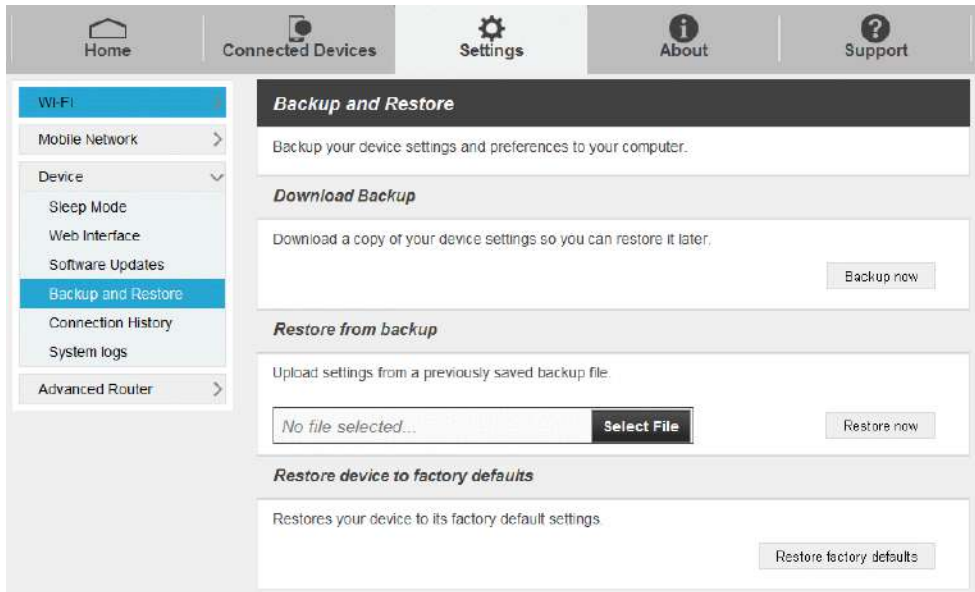 Home
Connected Devices
Settings
About
Support
Wi-Fi
Mobile Network
Device
Sleep Mode
Web Interface
Software Updates
Backup and Restore
Connection History
System logs
Advanced Router
Backup and Restore
Backup your device settings and preferences to your computer.
Download Backup
Download a copy of your device settings so you can restore it later.
Backup now
Restore from backup
Upload settings from a previously saved backup file.
No file selected...
Select File
Restore now
Restore device to factory defaults
Restores your device to its factory default settings.
Restore factory defaults